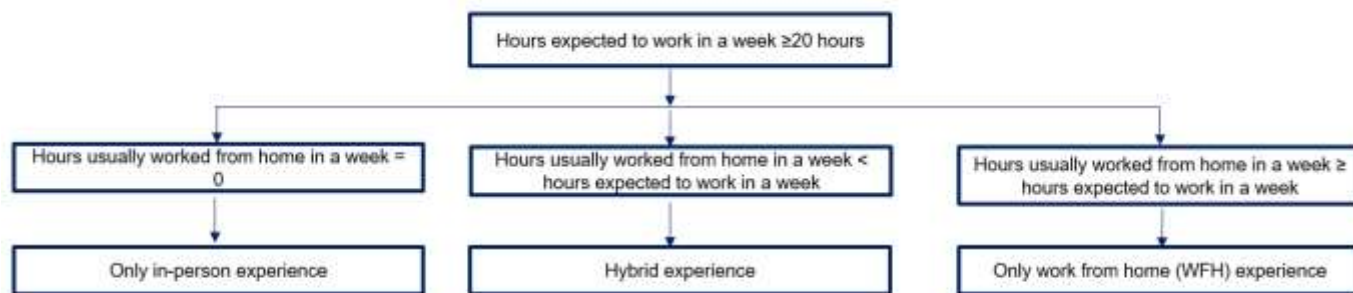 Hours expected to work in a week ≥20 hours
Hours usually worked from home in a week =
0
Hours usually worked from home in a week <
hours expected to work in a week
Hours usually worked from home in a week ≥
hours expected to work in a week
Only in-person experience
Hybrid experience
Only work from home (WFH) experience